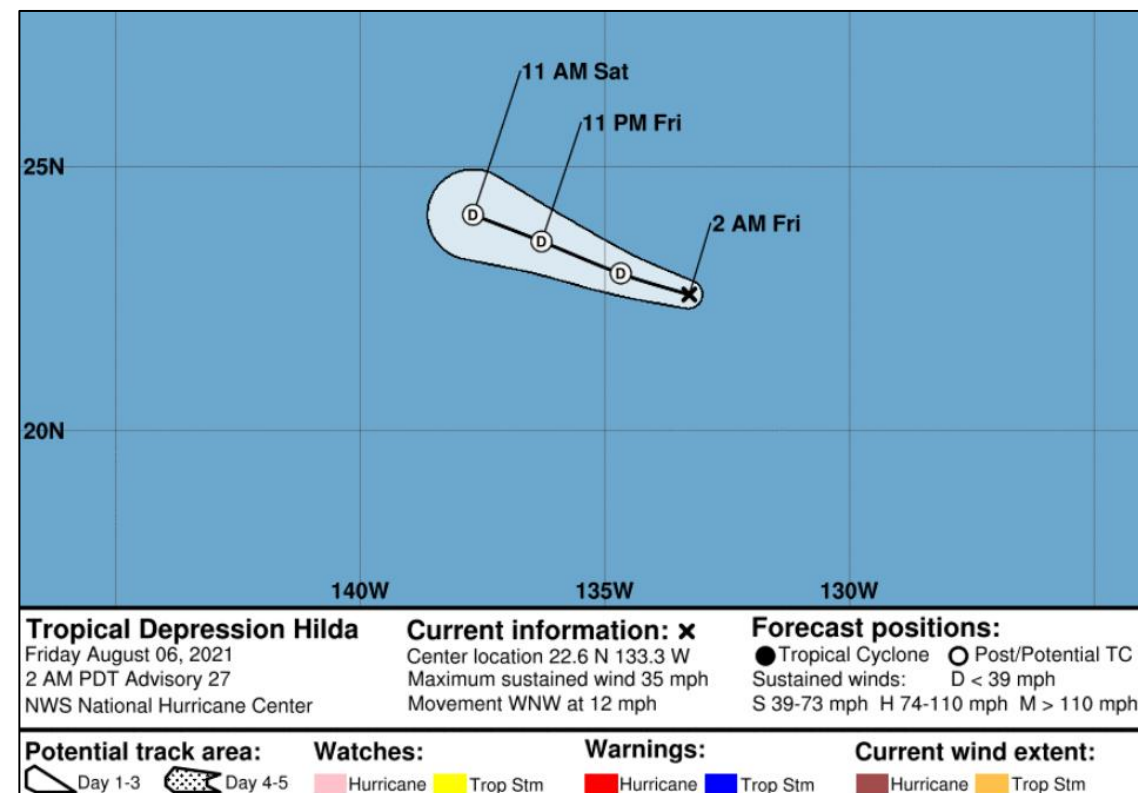 11 AM Sat
11 PM Fri
25N
2 AM Fri
D
D
D
20N
140W 135W 130W
Tropical Depression Hilda
Friday August 06, 2021
2 AM PDT Advisory 27
NWS National Hurricane Center
Current information: ×
Center location 22.6 N 133.3 W
Maximum sustained wind 35 mph
Movement WNW at 12 mph
Forecast positions:
Tropical Cyclone Post/Potential TC
Sustained winds: D < 39 mph
S 39-73 mph H 74-110 mph M > 110 mph
Potential track area:
Day 1-3 Day 4-5
Watches:
Hurricane Trop Stm
Warnings:
Hurricane Trop Stm
Current wind extent:
Hurricane Trop Stm